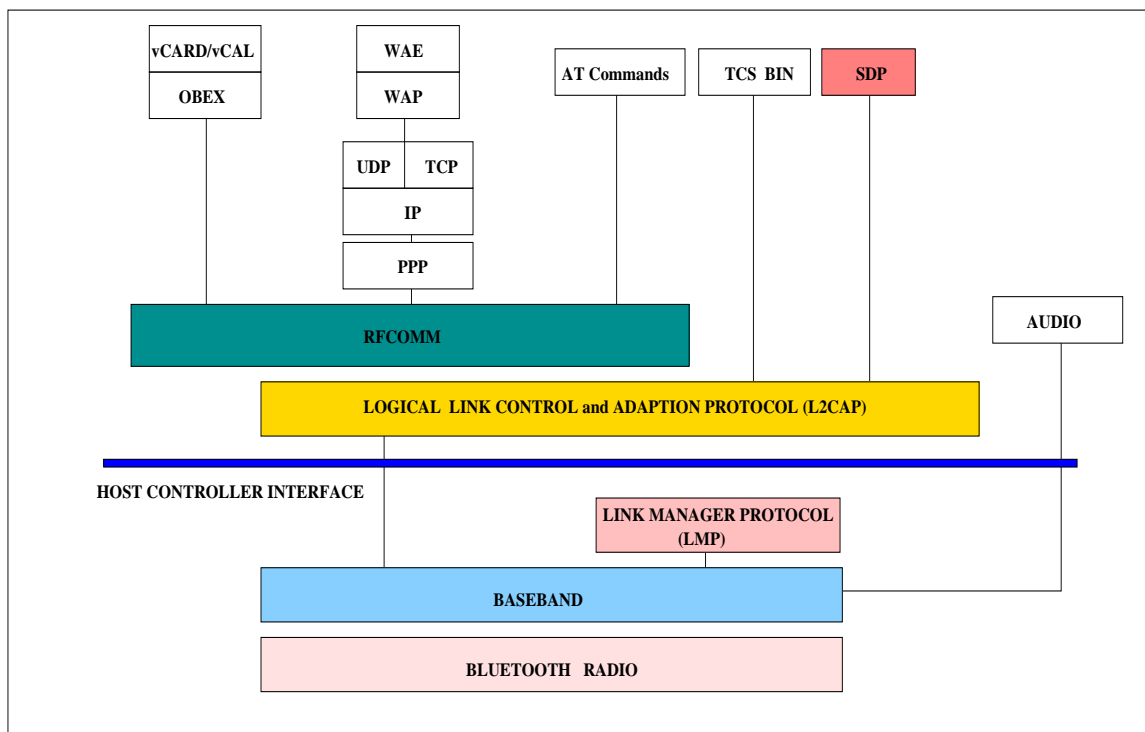 vCARD/vCAL
OBEX
WAE
WAP
UDP
TCP
IP
PPP
AT Commands
TCS BIN
SDP
RFCOMM
AUDIO
LOGICAL LINK CONTROL and ADAPTION PROTOCOL (L2CAP)
HOST CONTROLLER INTERFACE
LINK MANAGER PROTOCOL
(LMP)
BASEBAND
BLUETOOTH RADIO